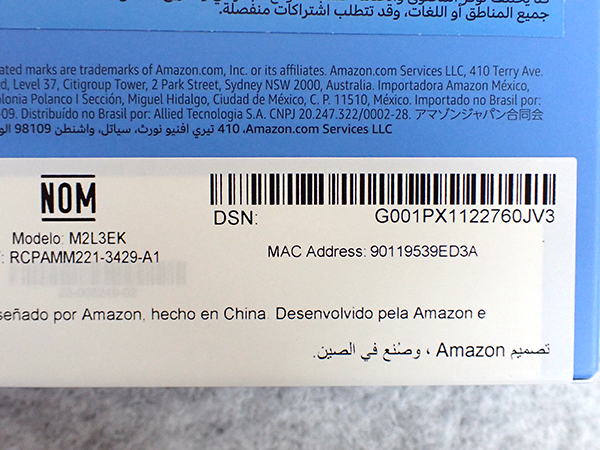 جميع المناطق أو اللغات، وقد تتطلب اشتراكات منفصلة.
ated marks are trademarks of Amazon.com, Inc. or its affiliates. Amazon.com Services LLC, 410 Terry Ave.
d, Level 37, Citigroup Tower, 2 Park Street, Sydney NSW 2000, Australia. Importadora Amazon México,
olonia Polanco I Sección, Miguel Hidalgo, Ciudad de México, C. P. 11510, México. Importado no Brasil por:
-09. Distribuído no Brasil por: Allied Tecnologia S.A. CNPJ 20.247.322/0002-28. アマゾンジャパン合同会
Amazon.com Services LLC، 410 تيري أفنيو نورث، سياتل، واشنطن 98109
NOM
Modelo: M2L3EK
: RCPAMM221-3429-A1
DSN: G001PX1122760JV3
MAC Address: 90119539ED3A
señado por Amazon, hecho en China. Desenvolvido pela Amazon e
تصميم Amazon ، وصُنع في الصين.